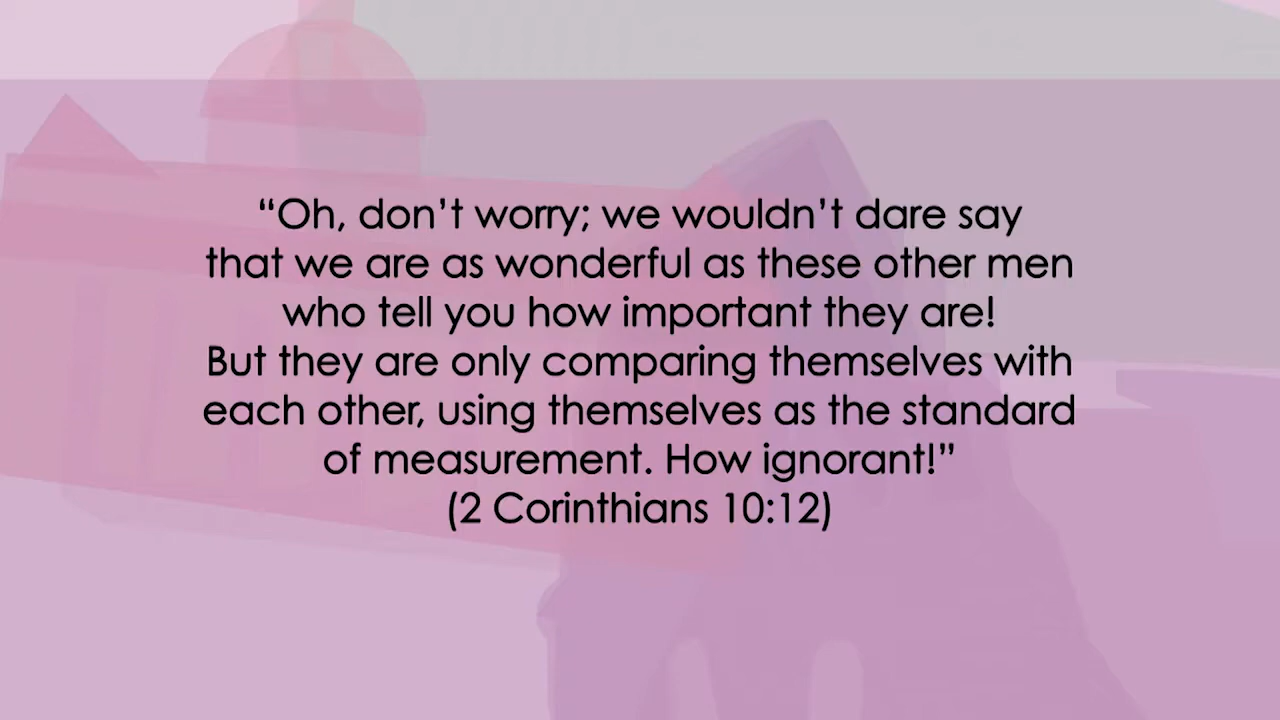 “Oh, don’t worry; we wouldn’t dare say
that we are as wonderful as these other men
who tell you how important they are!
But they are only comparing themselves with
each other, using themselves as the standard
of measurement. How ignorant!”
(2 Corinthians 10:12)